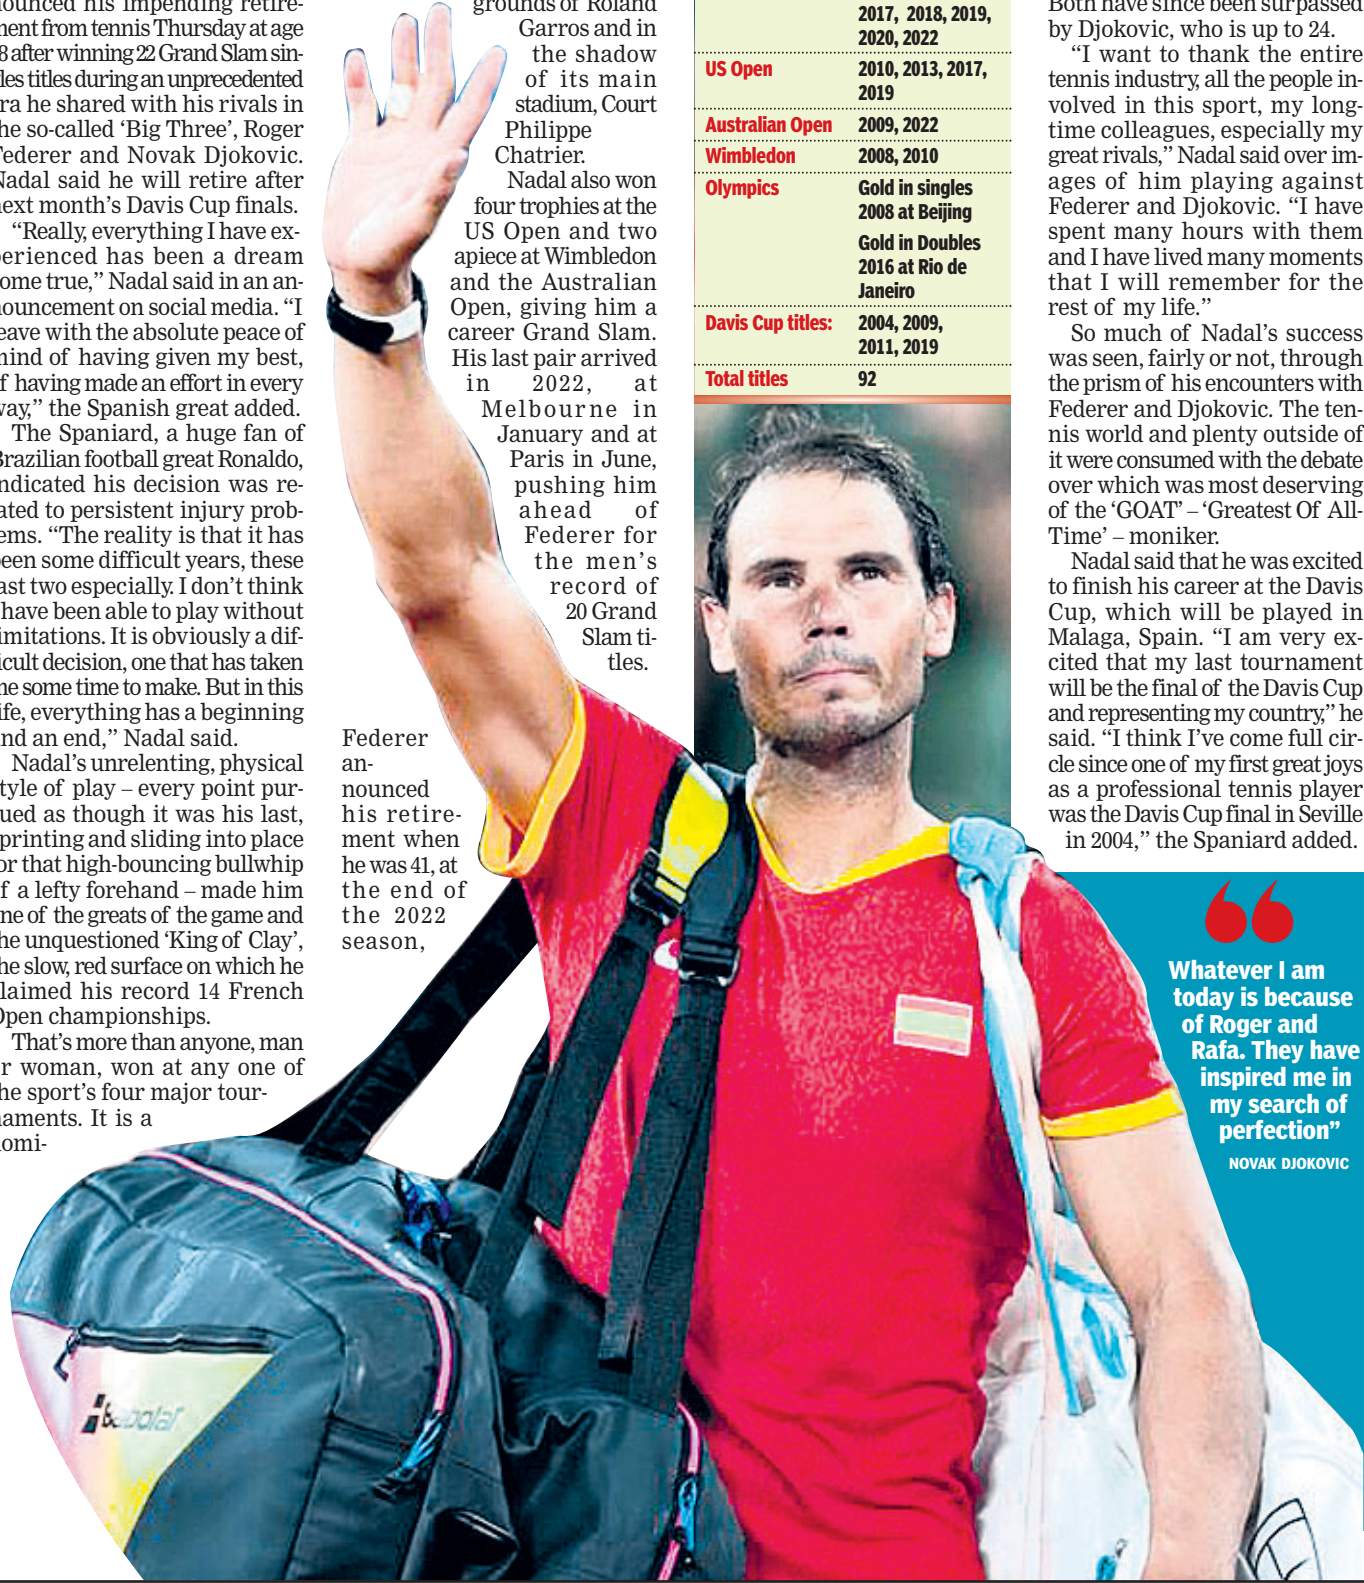 nounced his impending retire-
ment from tennis Thursday at age
8 after winning 22 Grand Slam sin-
gles titles during an unprecedented
ra he shared with his rivals in
he so-called ‘Big Three’, Roger
Federer and Novak Djokovic.
Nadal said he will retire after
next month’s Davis Cup finals.
“Really, everything I have ex-
perienced has been a dream
come true,” Nadal said in an an-
nouncement on social media. “I
eave with the absolute peace of
mind of having given my best,
f having made an effort in every
way,” the Spanish great added.
The Spaniard, a huge fan of
Brazilian football great Ronaldo,
indicated his decision was re-
ated to persistent injury prob-
ems. “The reality is that it has
been some difficult years, these
ast two especially. I don’t think
have been able to play without
imitations. It is obviously a dif-
icult decision, one that has taken
me some time to make. But in this
ife, everything has a beginning
and an end,” Nadal said.
Nadal’s unrelenting, physical
tyle of play – every point pur-
ued as though it was his last,
printing and sliding into place
or that high-bouncing bullwhip
f a lefty forehand – made him
ne of the greats of the game and
he unquestioned ‘King of Clay’,
he slow, red surface on which he
laimed his record 14 French
Open championships.
That’s more than anyone, man
r woman, won at any one of
he sport’s four major tour-
naments. It is a
omi-
grounds of Roland
Garros and in
the shadow
of its main
stadium, Court
Philippe
Chatrier.
Nadal also won
four trophies at the
US Open and two
apiece at Wimbledon
and the Australian
Open, giving him a
career Grand Slam.
His last pair arrived
in 2022, at
Melbourne in
January and at
Paris in June,
pushing him
ahead of
Federer for
the men’s
record of
20 Grand
Slam ti-
tles.
Federer
an-
nounced
his retire-
ment when
he was 41, at
the end of
the 2022
season,
2017, 2018, 2019,
2020, 2022
US Open 2010, 2013, 2017,
2019
Australian Open 2009, 2022
Wimbledon 2008, 2010
Olympics Gold in singles
2008 at Beijing
Gold in Doubles
2016 at Rio de
Janeiro
Davis Cup titles: 2004, 2009,
2011, 2019
Total titles 92
Both have since been surpassed
by Djokovic, who is up to 24.
“I want to thank the entire
tennis industry, all the people in-
volved in this sport, my long-
time colleagues, especially my
great rivals,” Nadal said over im-
ages of him playing against
Federer and Djokovic. “I have
spent many hours with them
and I have lived many moments
that I will remember for the
rest of my life.”
So much of Nadal’s success
was seen, fairly or not, through
the prism of his encounters with
Federer and Djokovic. The ten-
nis world and plenty outside of
it were consumed with the debate
over which was most deserving
of the ‘GOAT’ – ‘Greatest Of All-
Time’ – moniker.
Nadal said that he was excited
to finish his career at the Davis
Cup, which will be played in
Malaga, Spain. “I am very ex-
cited that my last tournament
will be the final of the Davis Cup
and representing my country,” he
said. “I think I’ve come full cir-
cle since one of my first great joys
as a professional tennis player
was the Davis Cup final in Seville
in 2004,” the Spaniard added.
“
Whatever I am
today is because
of Roger and
Rafa. They have
inspired me in
my search of
perfection”
NOVAK DJOKOVIC
Babolat